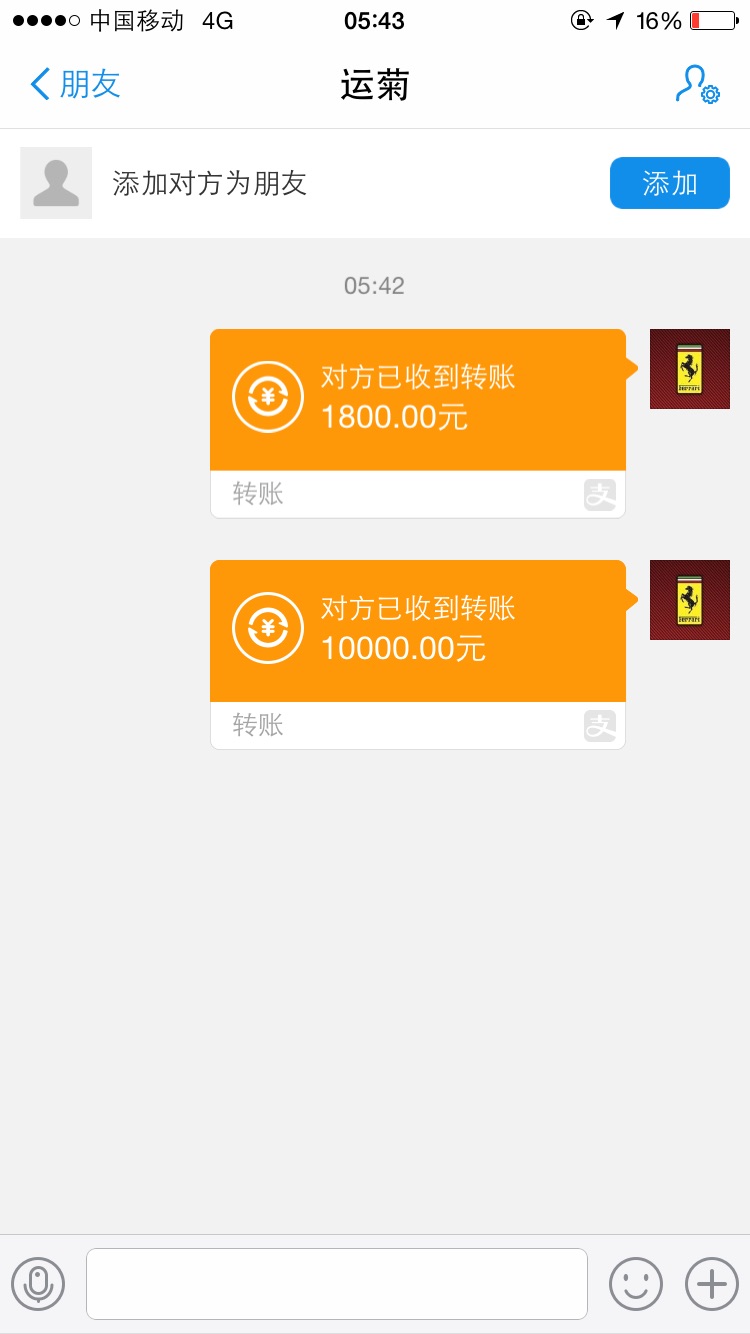 中国移动 4G 05:43 16%
朋友 运菊
添加对方为朋友 添加
05:42
对方已收到转账
1800.00元
转账 支
对方已收到转账
10000.00元
转账 支